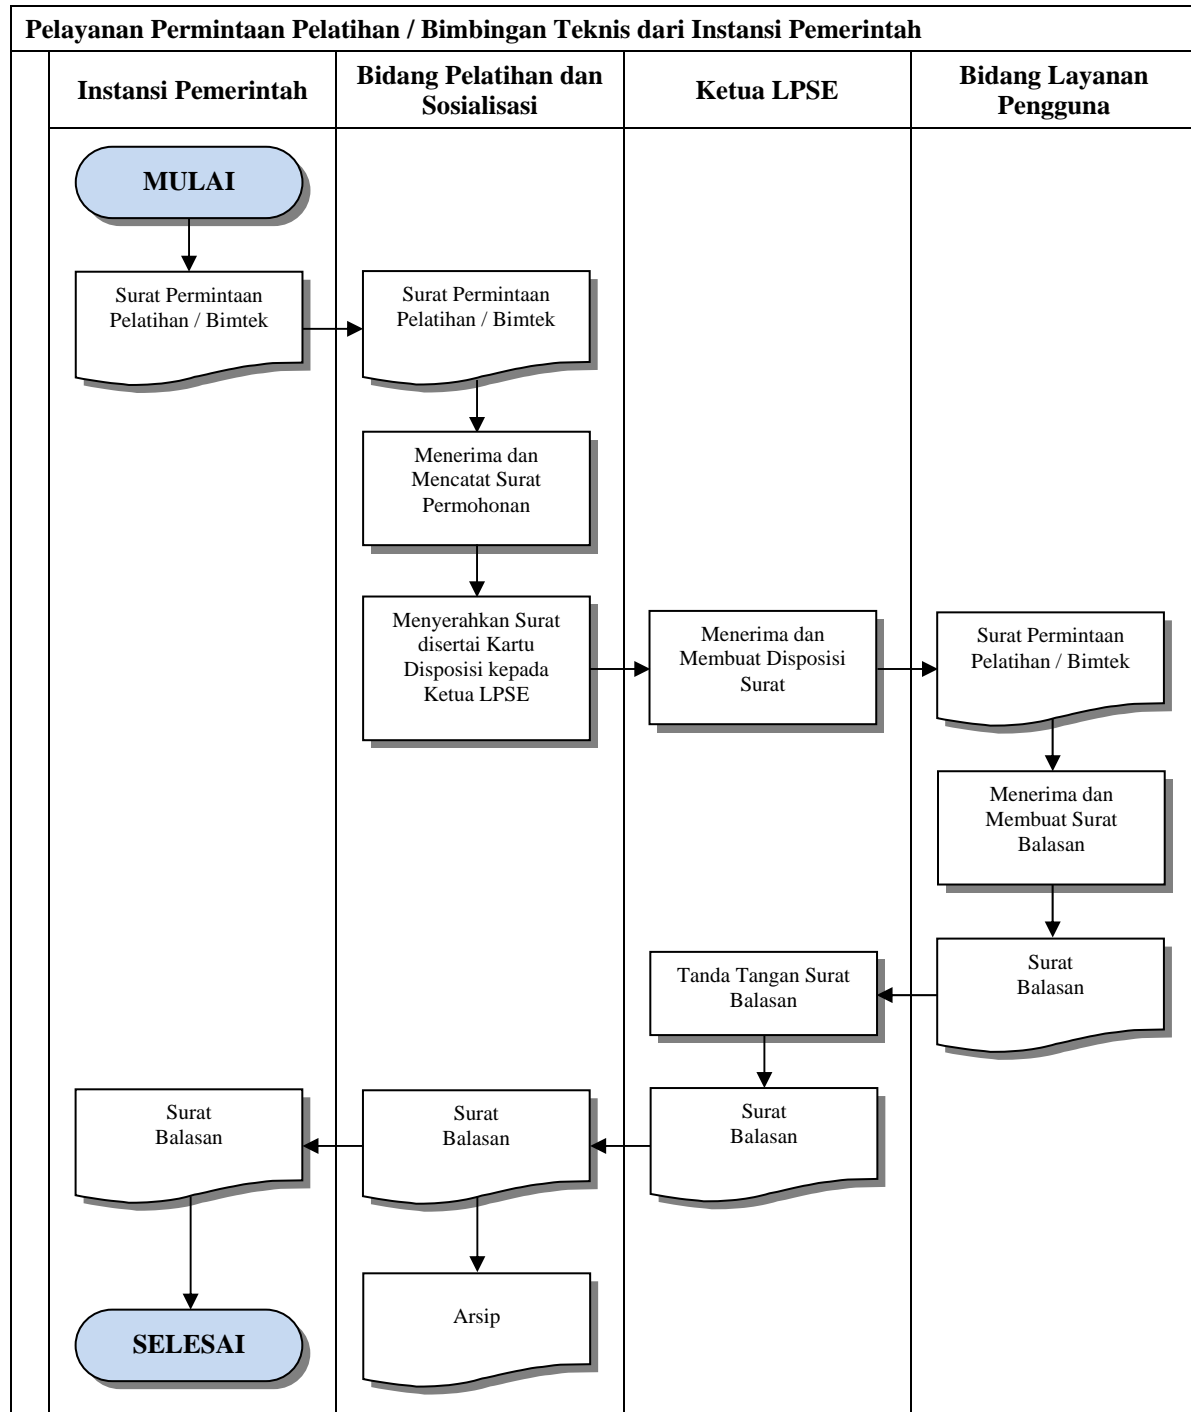 Pelayanan Permintaan Pelatihan / Bimbingan Teknis dari Instansi Pemerintah
Instansi Pemerintah
Bidang Pelatihan dan
Sosialisasi
Ketua LPSE
Bidang Layanan
Pengguna
MULAI
Surat Permintaan
Pelatihan / Bimtek
Surat Permintaan
Pelatihan / Bimtek
Menerima dan
Mencatat Surat
Permohonan
Menyerahkan Surat
disertai Kartu
Disposisi kepada
Ketua LPSE
Menerima dan
Membuat Disposisi
Surat
Surat Permintaan
Pelatihan / Bimtek
Menerima dan
Membuat Surat
Balasan
Surat
Balasan
Tanda Tangan Surat
Balasan
Surat
Balasan
Surat
Balasan
Surat
Balasan
Arsip
SELESAI